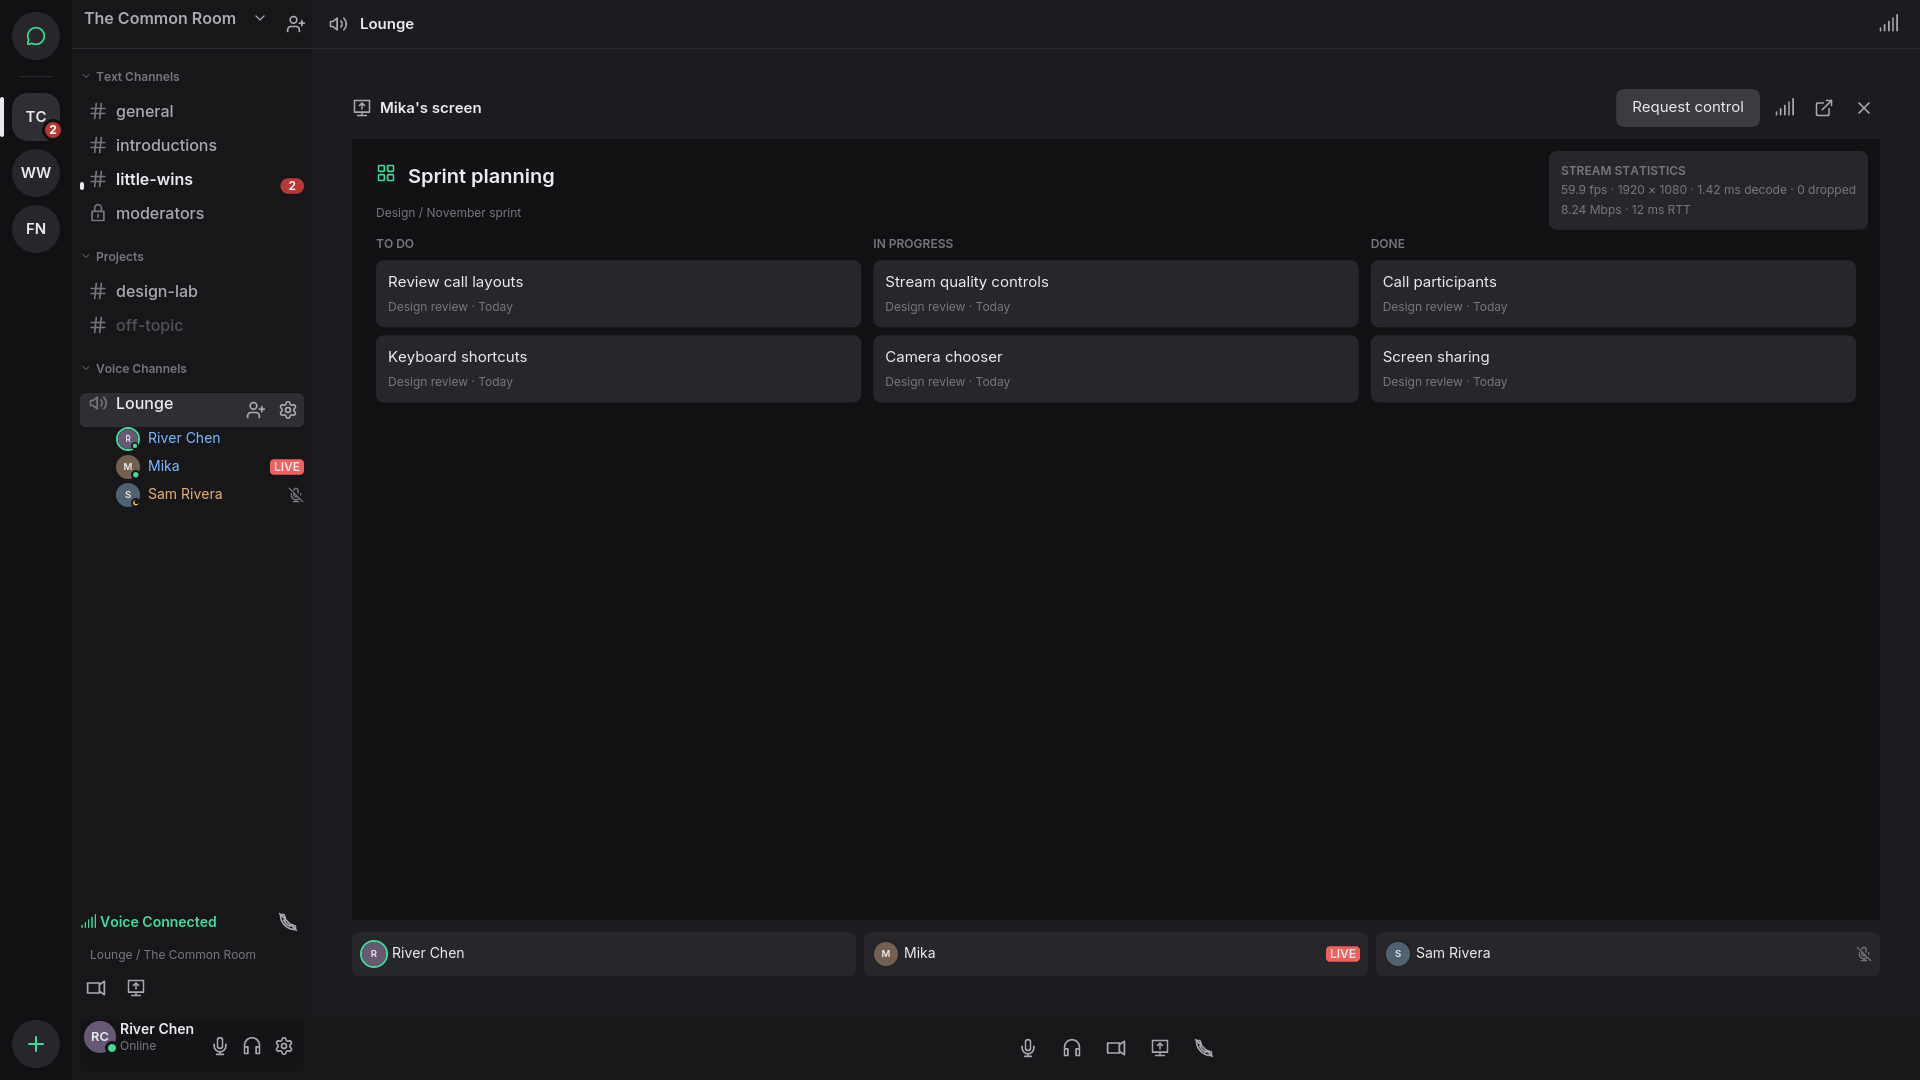 The Common Room
TC
2
WW
FN
Text Channels
general
introductions
little-wins
2
moderators
Projects
design-lab
off-topic
Voice Channels
Lounge
R
River Chen
M
Mika
LIVE
S
Sam Rivera
Voice Connected
Lounge / The Common Room
RC
River Chen
Online
Lounge
Mika's screen
Request control
Sprint planning
Design / November sprint
STREAM STATISTICS
59.9 fps · 1920 × 1080 · 1.42 ms decode · 0 dropped
8.24 Mbps · 12 ms RTT
TO DO
Review call layouts
Design review · Today
Keyboard shortcuts
Design review · Today
IN PROGRESS
Stream quality controls
Design review · Today
Camera chooser
Design review · Today
DONE
Call participants
Design review · Today
Screen sharing
Design review · Today
R
River Chen
M
Mika
LIVE
S
Sam Rivera